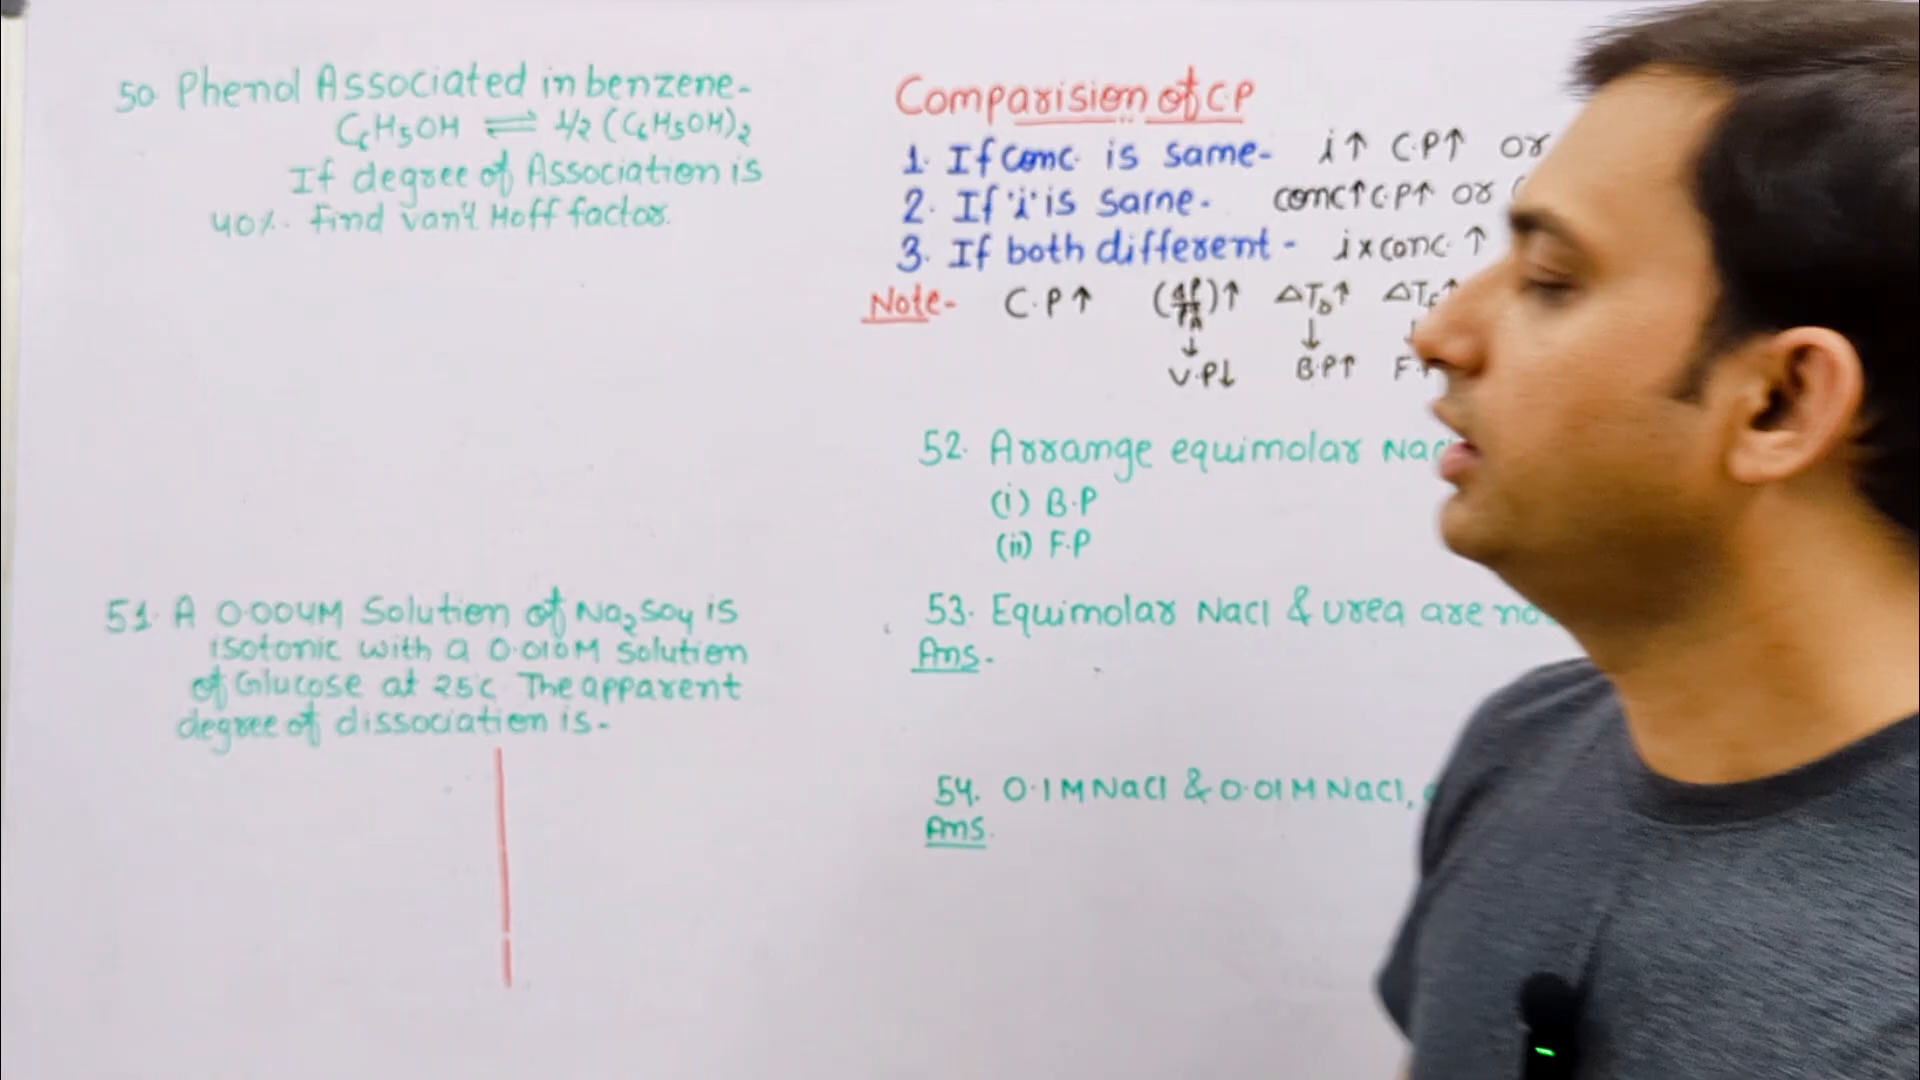 50 Phenol Associated in benzene-
C6H5OH ⇌ 1/2 (C6H5OH)2
If degree of Association is
40%. Find van't Hoff factor.
51. A 0.004M Solution of Na2SO4 is
isotonic with a 0.010M solution
of Glucose at 25c. The apparent
degree of dissociation is-
Comparision of C.P
1. If conc. is same- i↑ C.P↑ or
2. If 'i' is same- conc↑ C.P↑ or
3. If both different - i x conc. ↑
Note- C.P↑ ↑ ΔTb↑ ΔTf↑
↓ ↓ ↓
V.P↓ B.P↑
52. Arrange equimolar
(i) B.P
(ii) F.P
53. Equimolar NaCl & urea are
Ans-
54. 0.1M NaCl & 0.01M NaCl,
Ans.